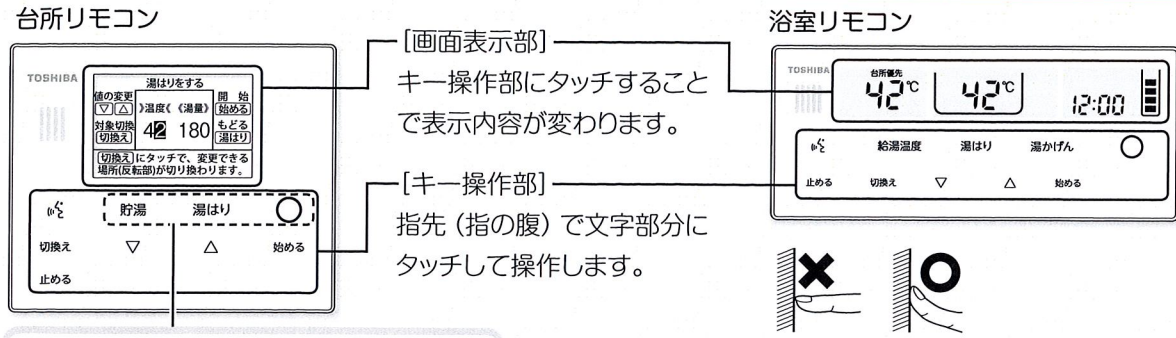 台所リモコン
TOSHIBA
湯はりをする
値の変更
▽ △
》温度《 《湯量》
開 始
始める
対象切換
切換え
42 180
もどる
湯はり
切換え にタッチで、変更できる
場所(反転部)が切り換わります。
貯湯 湯はり ○
切換え ▽ △ 始める
止める
[画面表示部]
キー操作部にタッチすること
で表示内容が変わります。
[キー操作部]
指先（指の腹）で文字部分に
タッチして操作します。
浴室リモコン
TOSHIBA
台所優先
42℃ 42℃ 12:00
給湯温度 湯はり 湯かげん ○
止める 切換え ▽ △ 始める